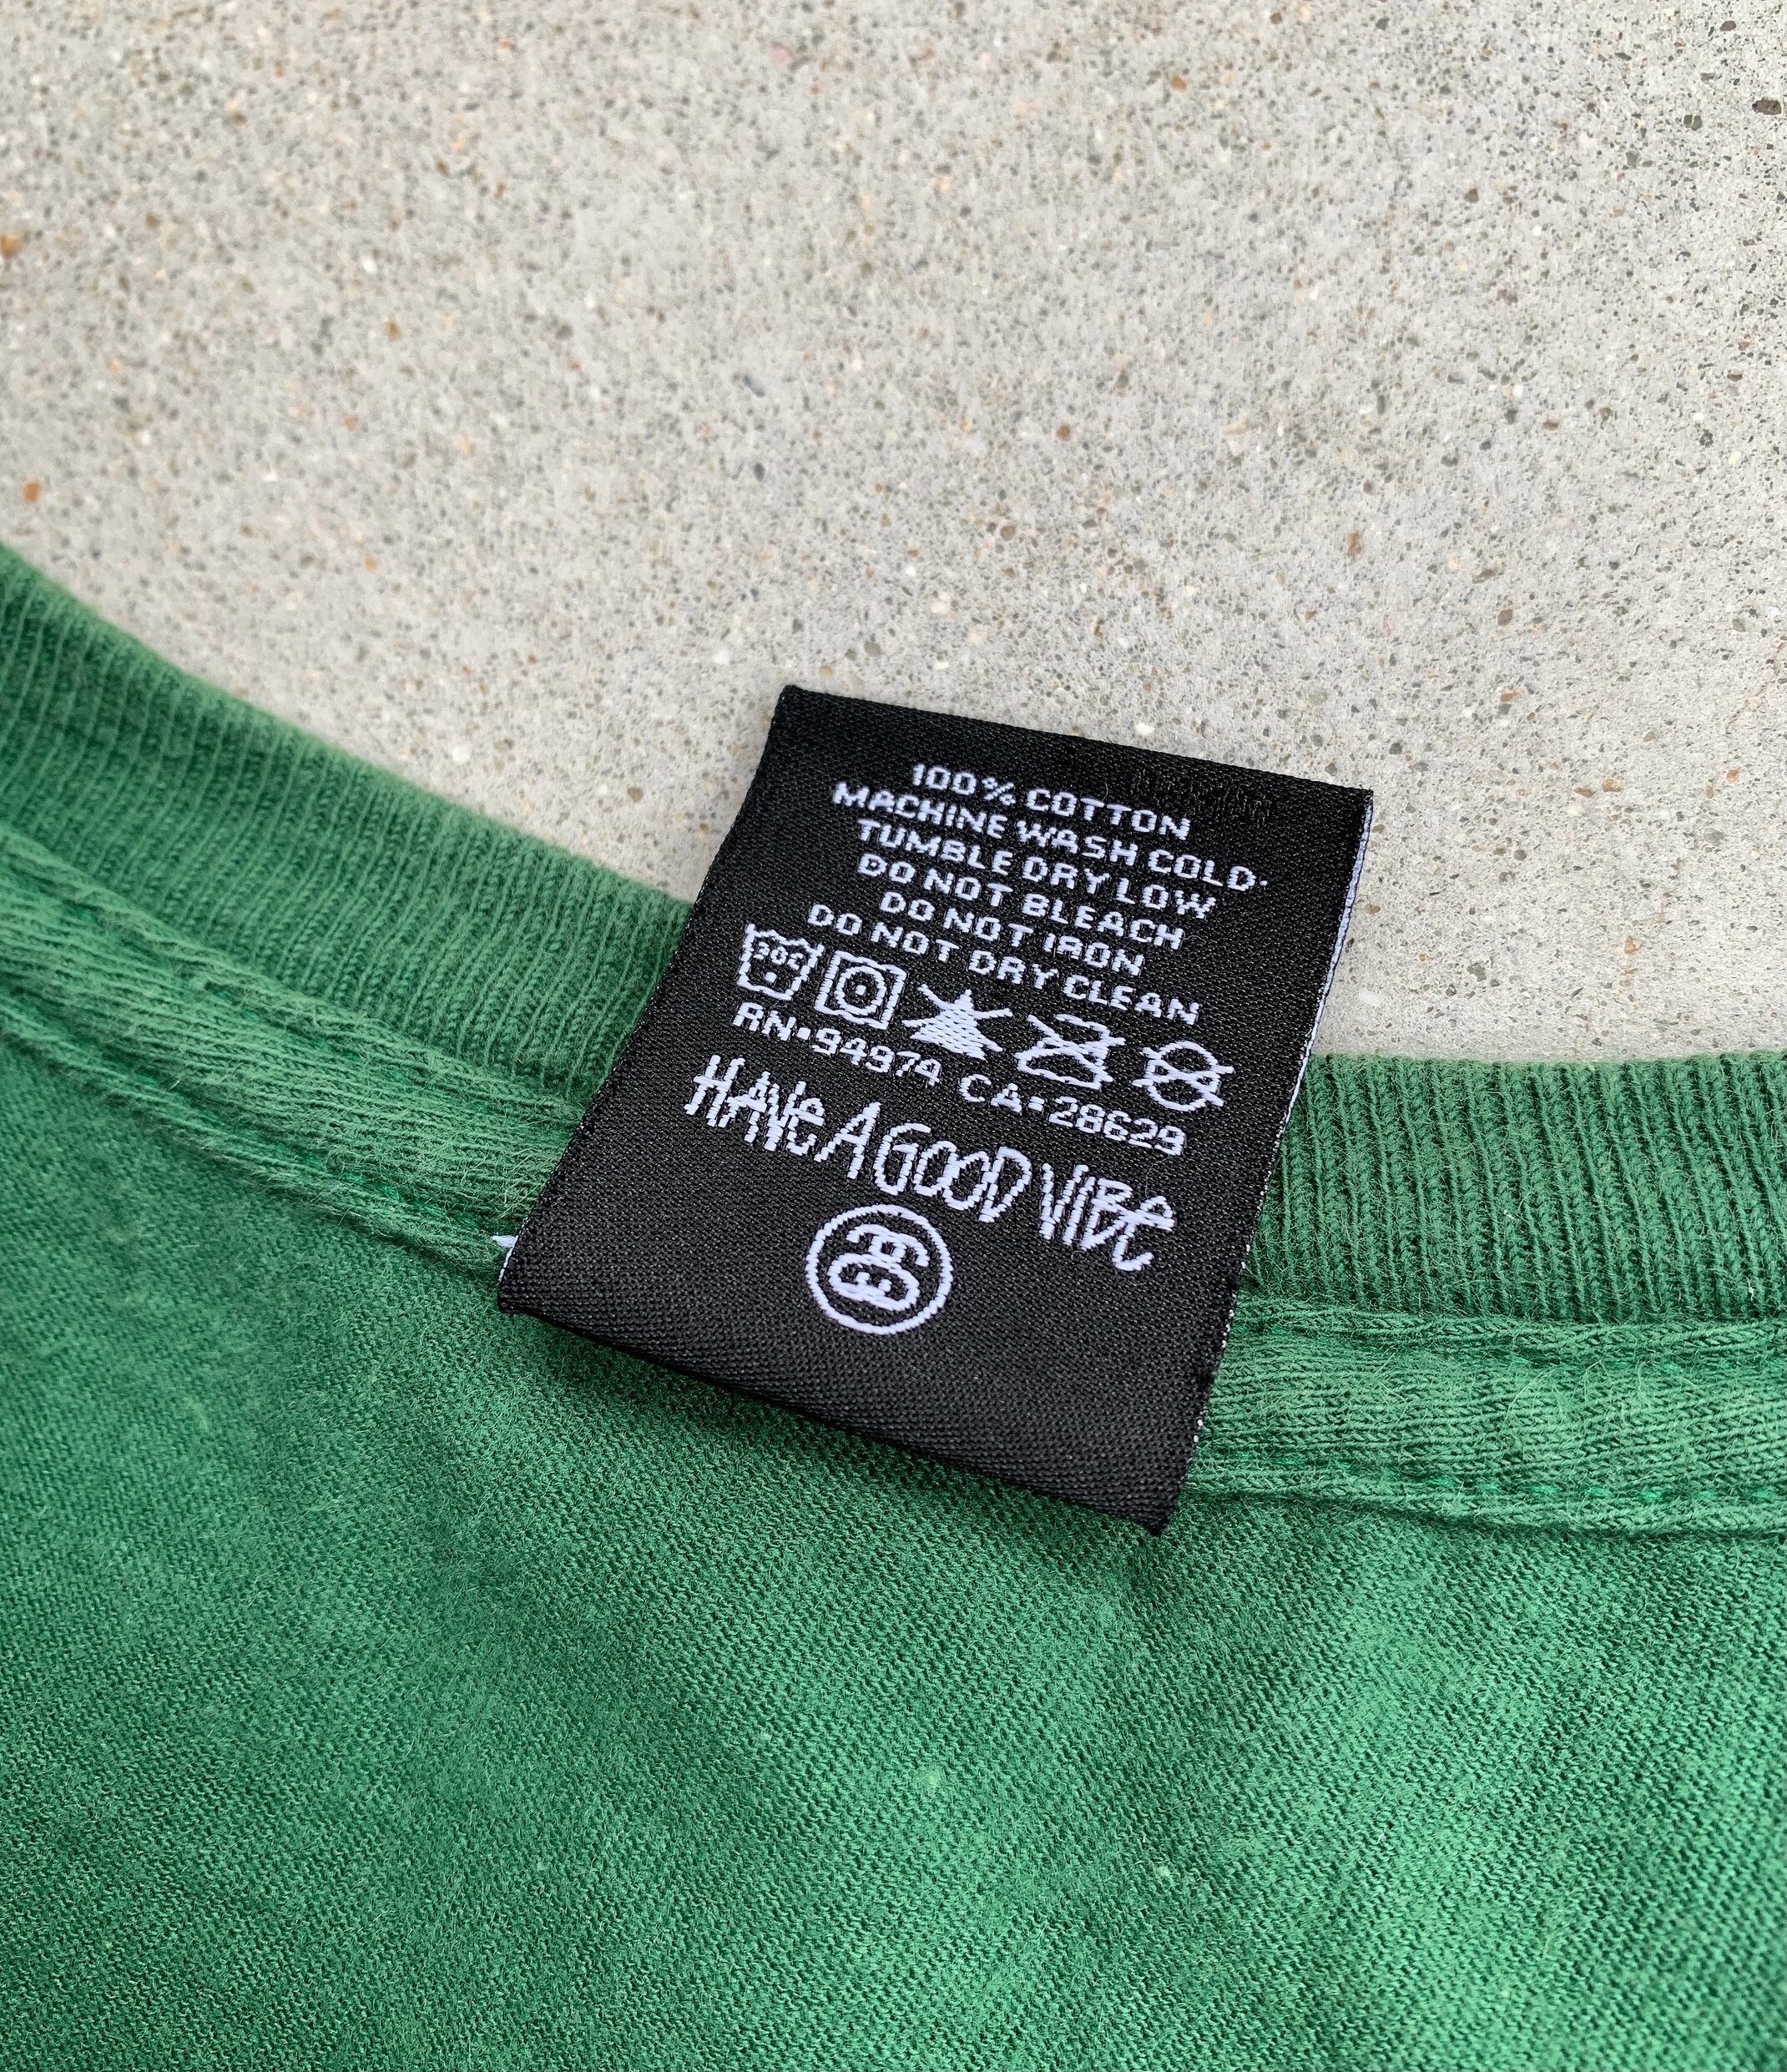 100% COTTON
MACHINE WASH COLD
TUMBLE DRY LOW
DO NOT BLEACH
DO NOT IRON
DO NOT DRY CLEAN
30C
RN•94974 CA•28629
HAVE A GOOD VIBE